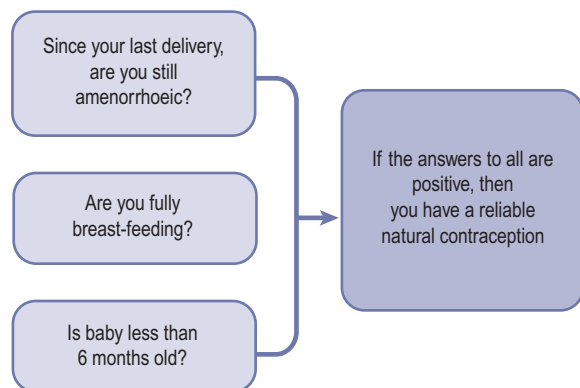 Since your last delivery,
are you still
amenorrhoeic?
Are you fully
breast-feeding?
Is baby less than
6 months old?
If the answers to all are
positive, then
you have a reliable
natural contraception